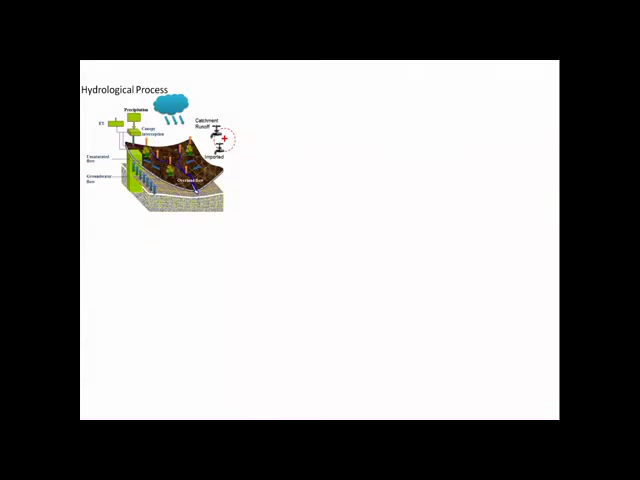 Hydrological Process
Precipitation
ET
Canopy
Interception
Catchment
Runoff
Imported
Unsaturated
flow
Groundwater
flow
Overland flow